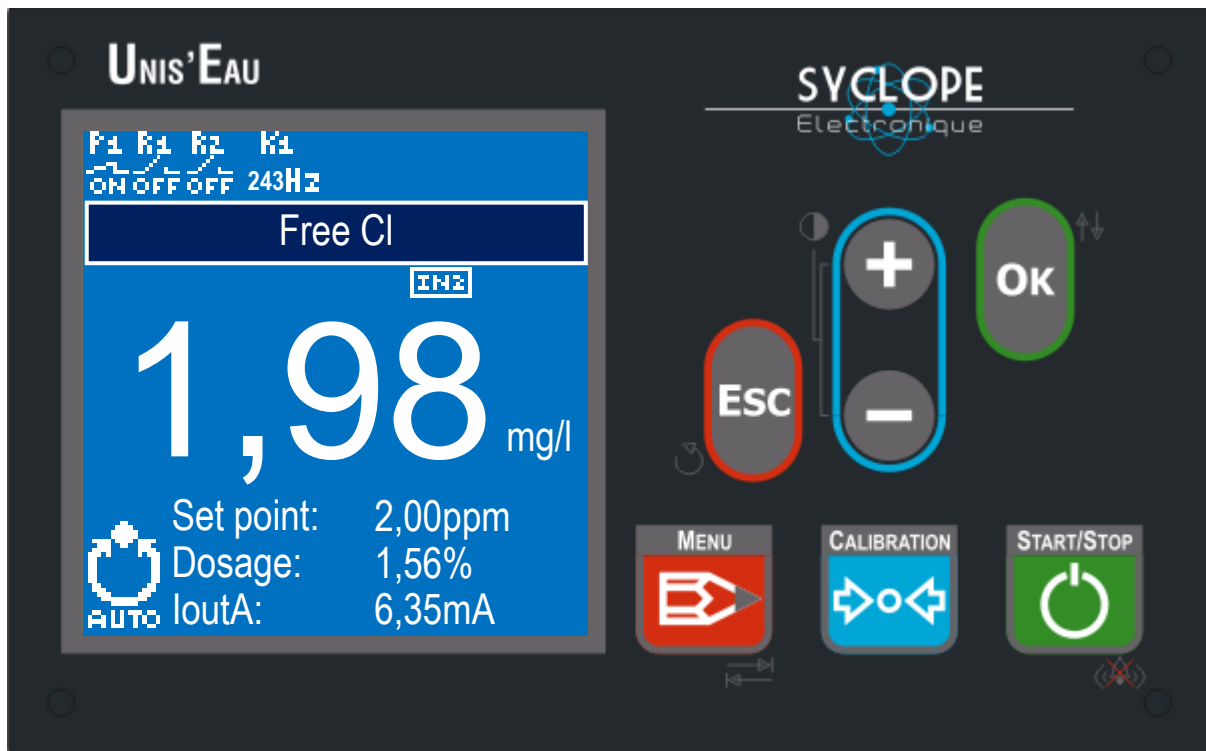 UNIS'EAU
SYCLOPE
Electronique
P1 R1 R2 K1
ON OFF OFF 243Hz
Free Cl
IN2
1,98 mg/l
Set point: 2,00ppm
Dosage: 1,56%
IoutA: 6,35mA
AUTO
+
OK
ESC
−
MENU
CALIBRATION
START/STOP